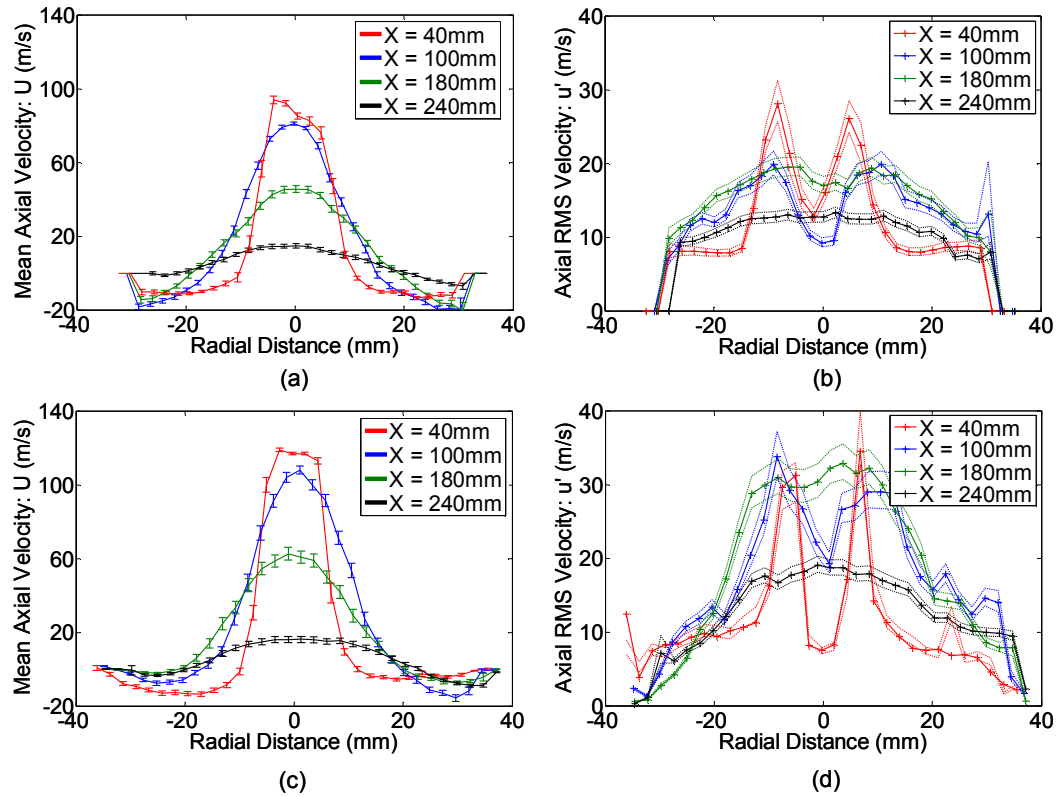 140
100
60
20
-20
-40 -20 0 20 40
Mean Axial Velocity: U (m/s)
Radial Distance (mm)
X = 40mm
X = 100mm
X = 180mm
X = 240mm
(a)
40
30
20
10
0
-40 -20 0 20 40
Axial RMS Velocity: u' (m/s)
Radial Distance (mm)
X = 40mm
X = 100mm
X = 180mm
X = 240mm
(b)
140
100
60
20
-20
-40 -20 0 20 40
Mean Axial Velocity: U (m/s)
Radial Distance (mm)
X = 40mm
X = 100mm
X = 180mm
X = 240mm
(c)
40
30
20
10
0
-40 -20 0 20 40
Axial RMS Velocity: u' (m/s)
Radial Distance (mm)
X = 40mm
X = 100mm
X = 180mm
X = 240mm
(d)